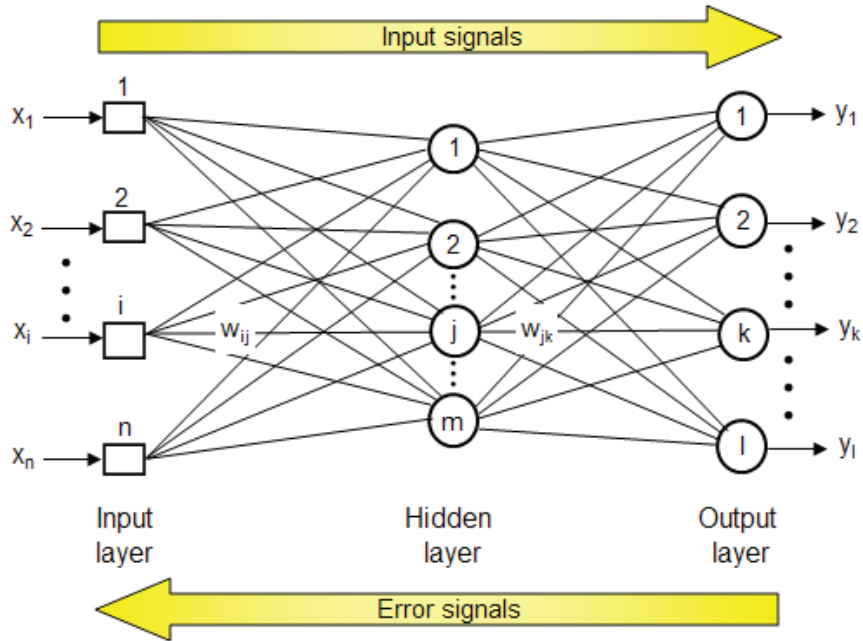 Input signals
1
x₁
1
y₁
1
2
x₂
2
2
y₂
i
xᵢ
wᵢⱼ
j
wⱼₖ
k
yₖ
n
xₙ
m
l
yₗ
Input
layer
Hidden
layer
Output
layer
Error signals